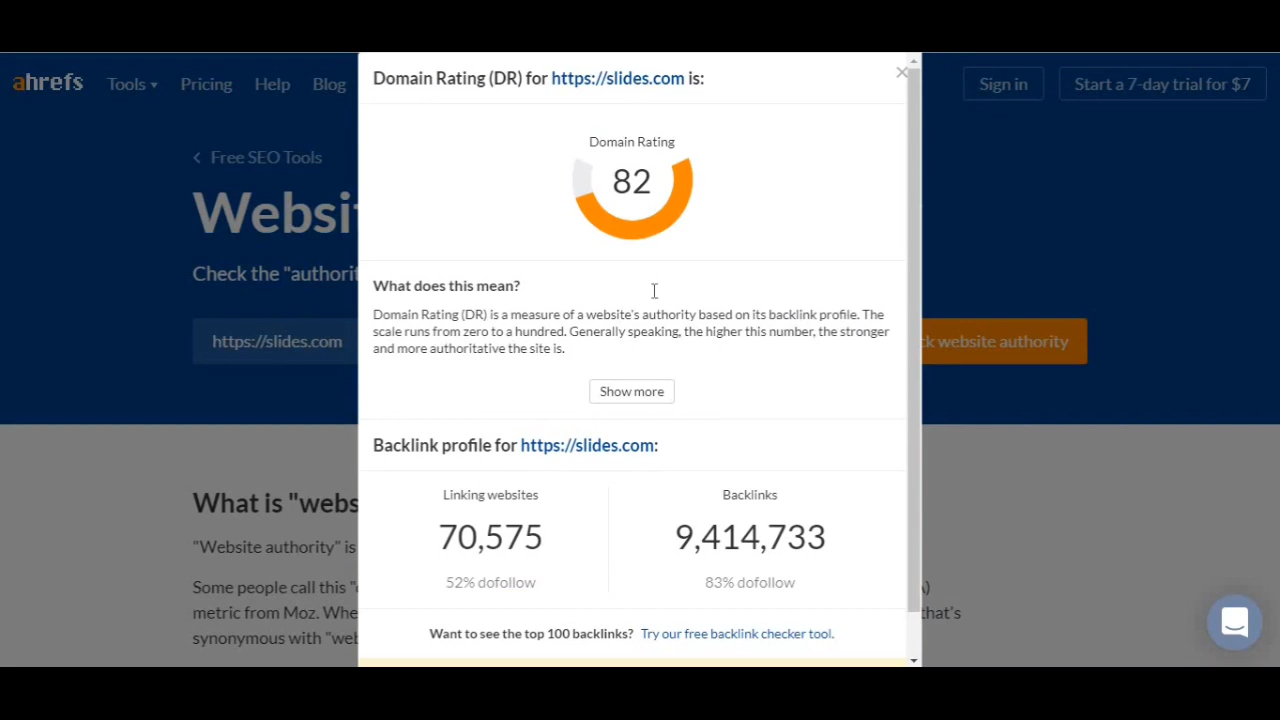 ahrefs Tools Pricing Help Blog Sign in Start a 7-day trial for $7
Free SEO Tools
Check the
https://slides.com
website authority
Domain Rating (DR) for https://slides.com is:
Domain Rating
82
What does this mean?
Domain Rating (DR) is a measure of a website's authority based on its backlink profile. The
scale runs from zero to a hundred. Generally speaking, the higher this number, the stronger
and more authoritative the site is.
Show more
Backlink profile for https://slides.com:
Linking websites
70,575
52% dofollow
Backlinks
9,414,733
83% dofollow
Want to see the top 100 backlinks? Try our free backlink checker tool.
What is
"Website authority" is
Some people call this
metric from Moz.
synonymous with